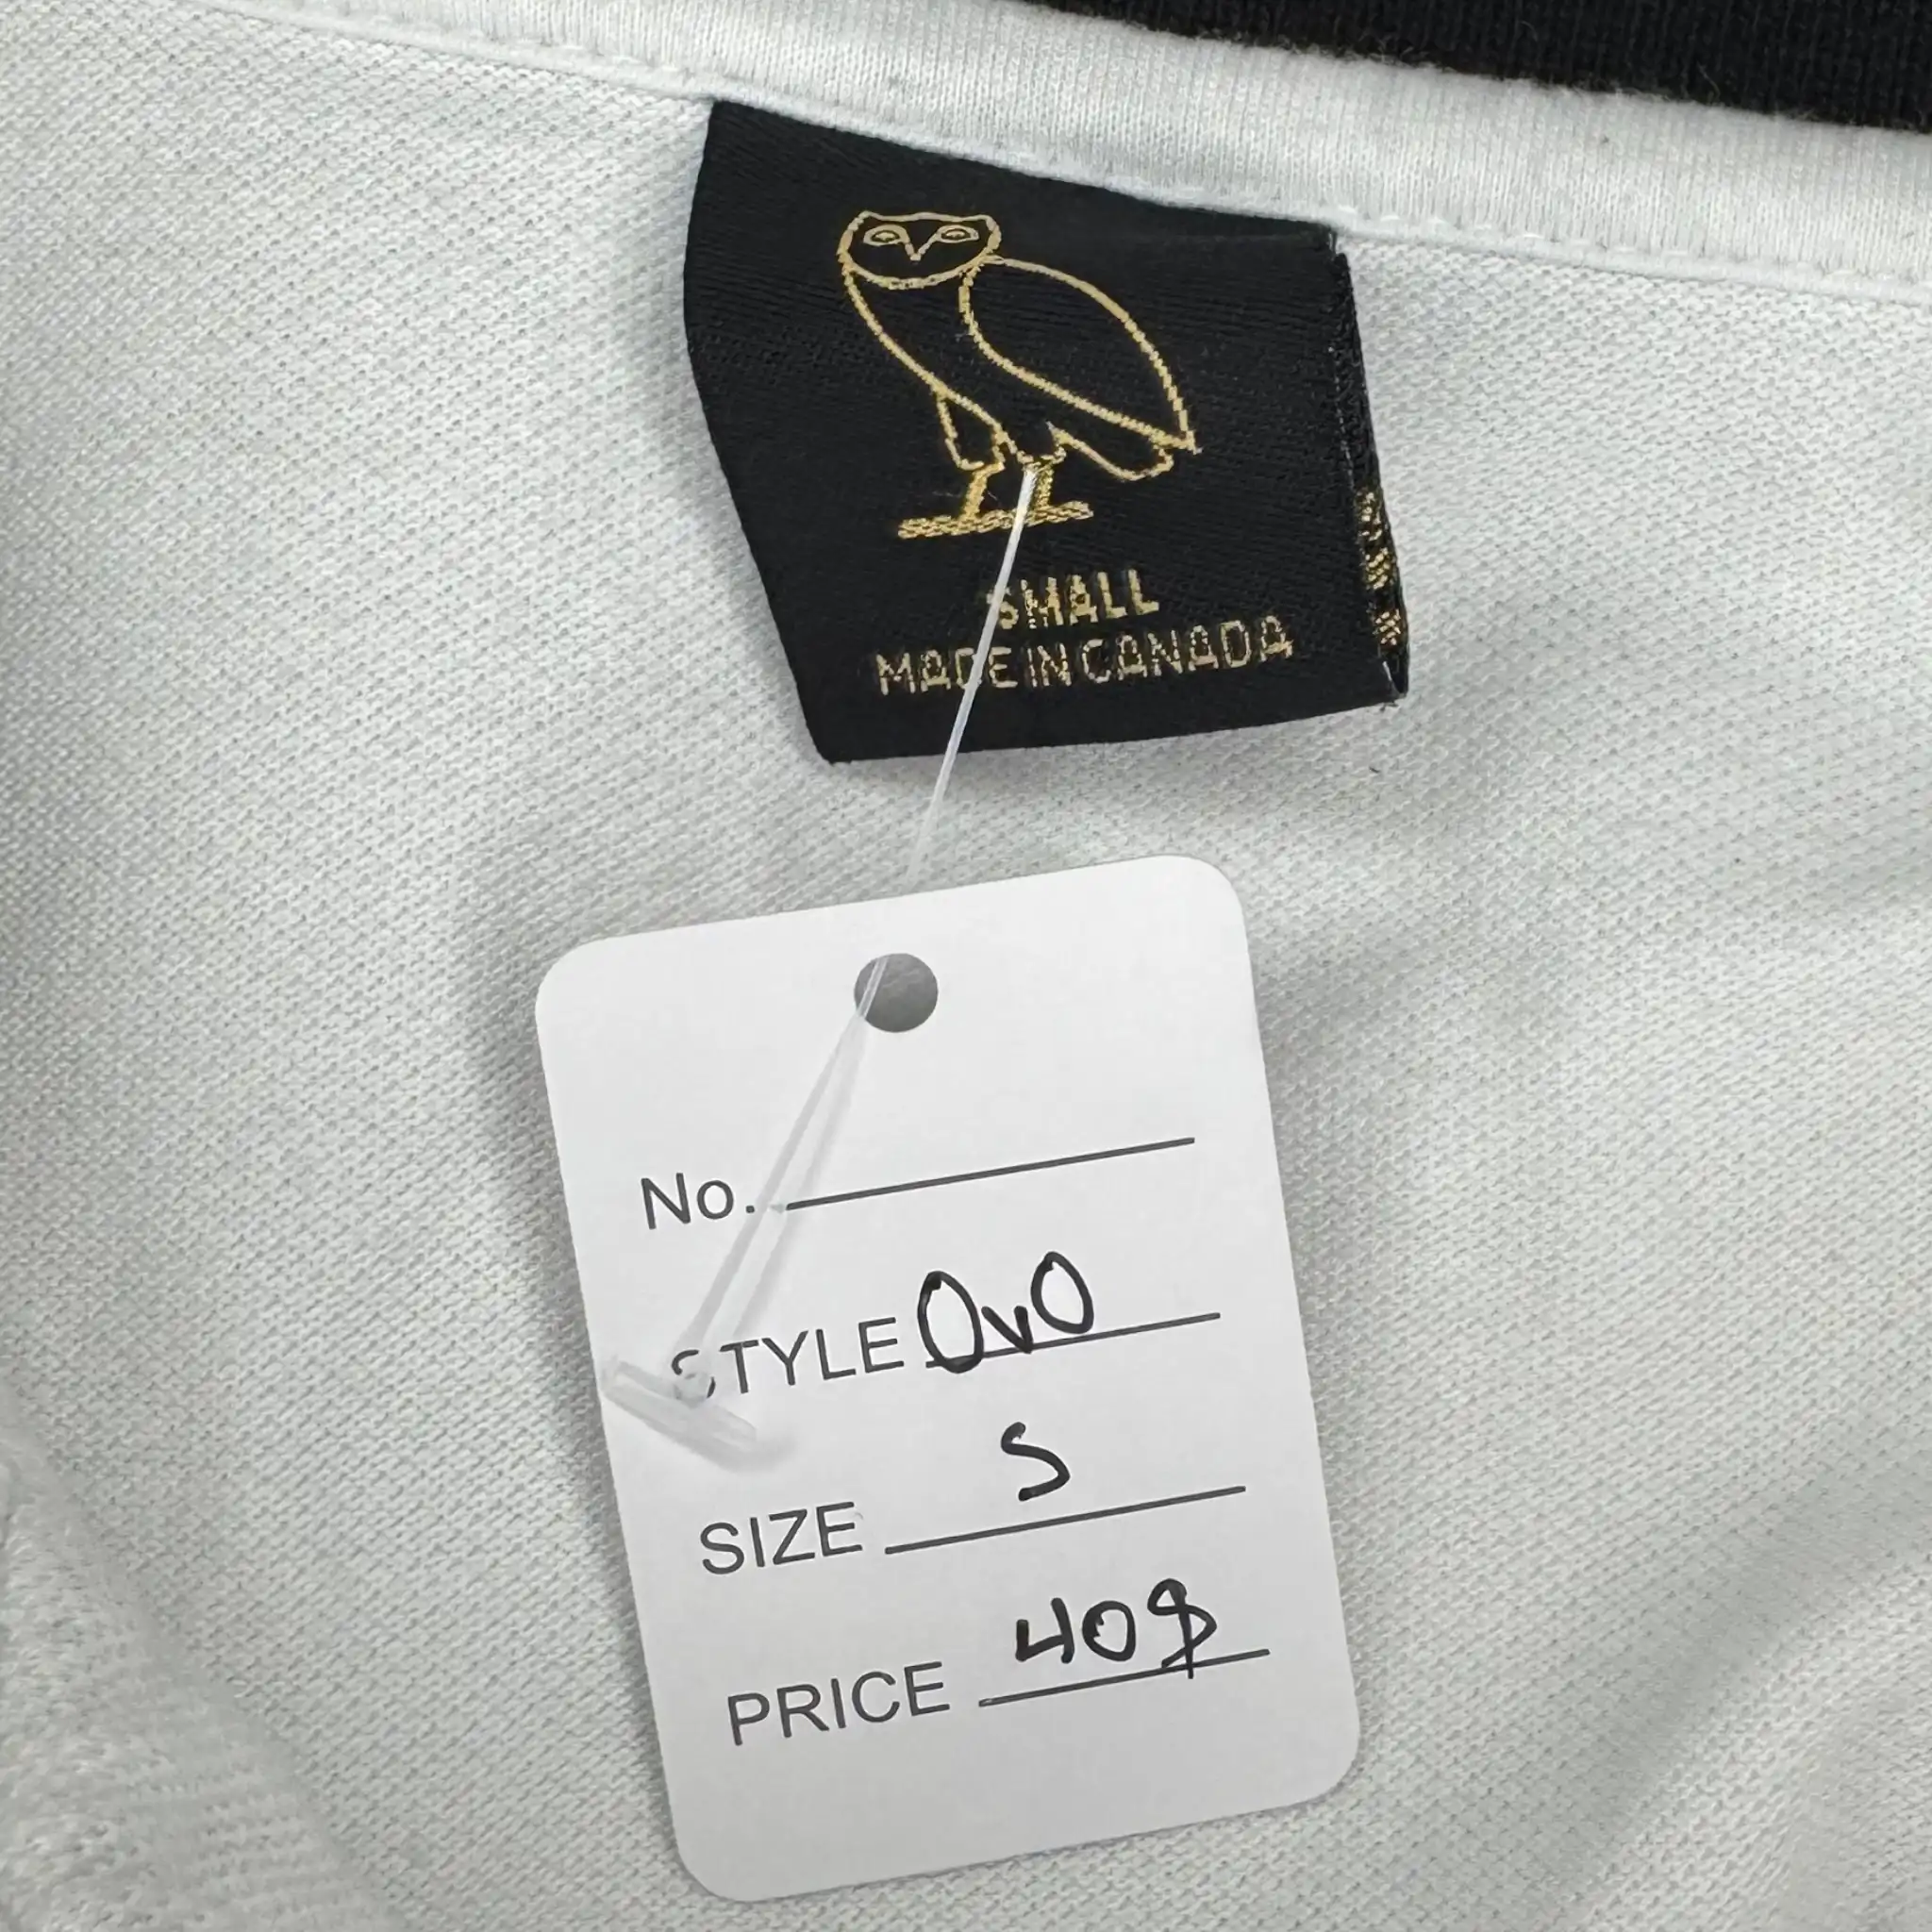 SMALL
MADE IN CANADA
No.
STYLE OvO
SIZE S
PRICE 40$